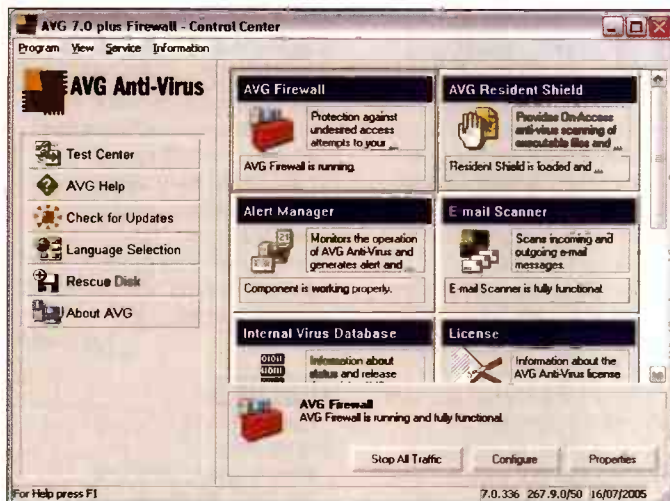 AVG 7.0 plus Firewall - Control Center
Program View Service Information
AVG Anti-Virus
Test Center
AVG Help
Check for Updates
Language Selection
Rescue Disk
About AVG
AVG Firewall
Protection against
undesired access
attempts to your ...
AVG Firewall is running.
AVG Resident Shield
Provides On-Access
anti-virus scanning of
executable files and ...
Resident Shield is loaded and ...
Alert Manager
Monitors the operation
of AVG Anti-Virus and
generates alert and ...
Component is working properly.
E-mail Scanner
Scans incoming and
outgoing e-mail
messages.
E-mail Scanner is fully functional.
Internal Virus Database
Information about
status and release
License
Information about the
AVG Anti-Virus license
AVG Firewall
AVG Firewall is running and fully functional.
Stop All Traffic
Configure
Properties
For Help press F1
7.0.336 267.9.0/50 16/07/2005